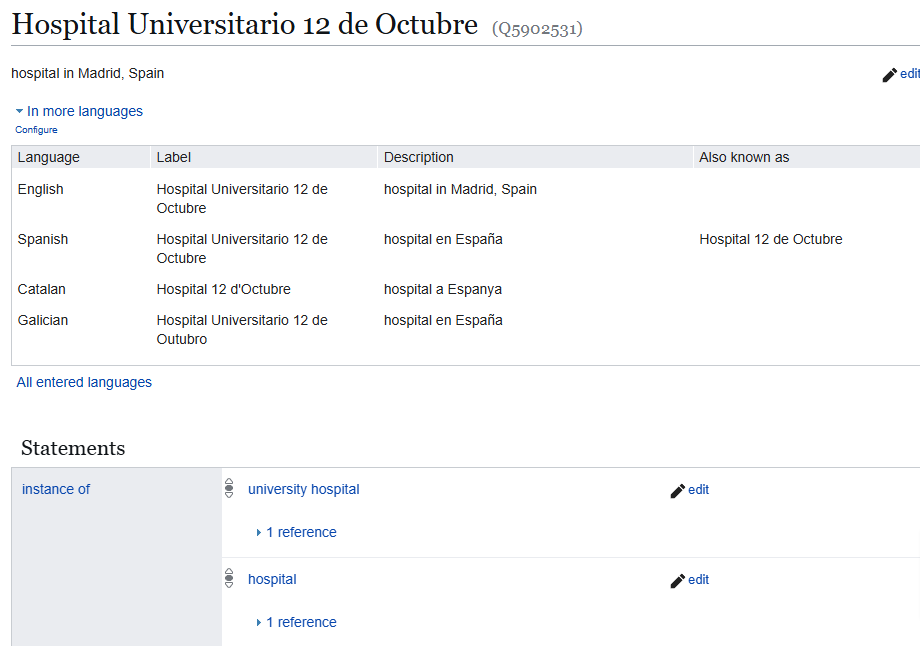 Hospital Universitario 12 de Octubre (Q5902531)
hospital in Madrid, Spain
edit
In more languages
Configure
Language Label Description Also known as
English Hospital Universitario 12 de hospital in Madrid, Spain
Octubre
Spanish Hospital Universitario 12 de hospital en España Hospital 12 de Octubre
Octubre
Catalan Hospital 12 d'Octubre hospital a Espanya
Galician Hospital Universitario 12 de hospital en España
Outubro
All entered languages
Statements
instance of university hospital edit
1 reference
hospital edit
1 reference